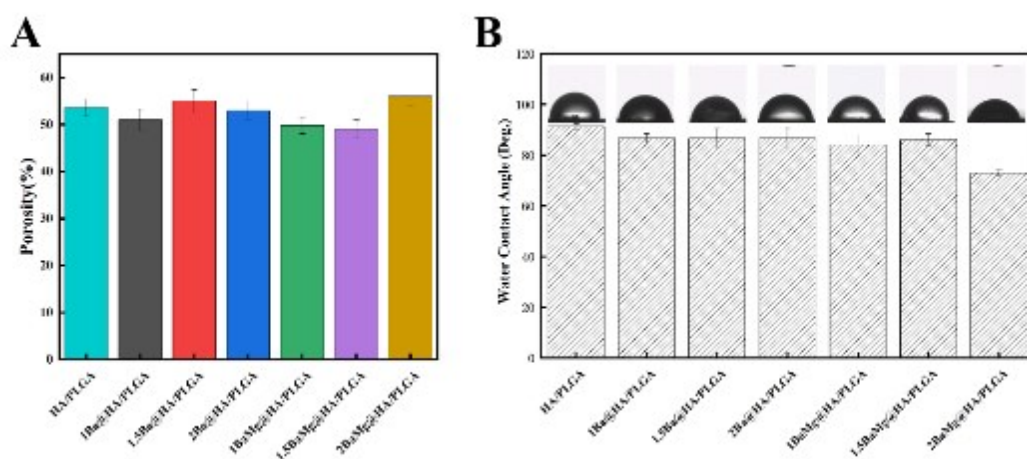 A
Porosity(%)
60
50
40
30
20
10
0
HA/PLGA
1Ba@HA/PLGA
1.5Ba@HA/PLGA
2Ba@HA/PLGA
1BaMg@HA/PLGA
1.5BaMg@HA/PLGA
2BaMg@HA/PLGA
B
Water Contact Angle (Deg.)
120
100
80
60
40
20
0
HA/PLGA
1Ba@HA/PLGA
1.5Ba@HA/PLGA
2Ba@HA/PLGA
1BaMg@HA/PLGA
1.5BaMg@HA/PLGA
2BaMg@HA/PLGA